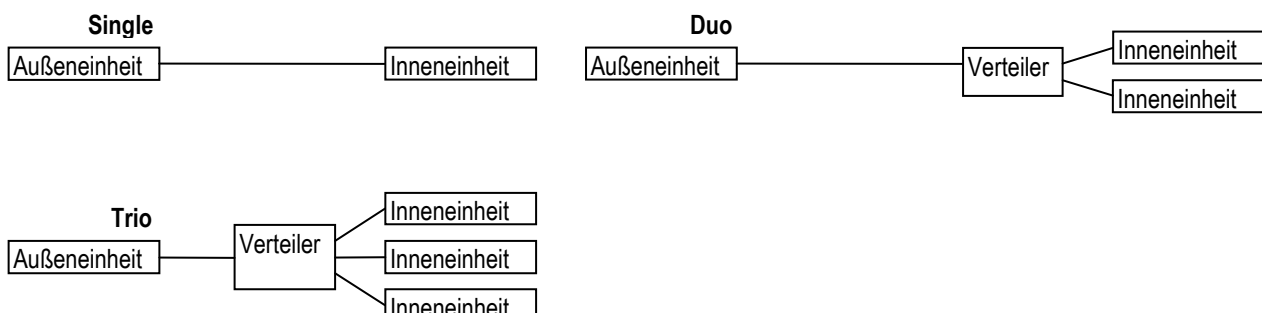 Single
Außeneinheit Inneneinheit
Duo
Außeneinheit Verteiler Inneneinheit
Inneneinheit
Trio
Außeneinheit Verteiler Inneneinheit
Inneneinheit
Inneneinheit